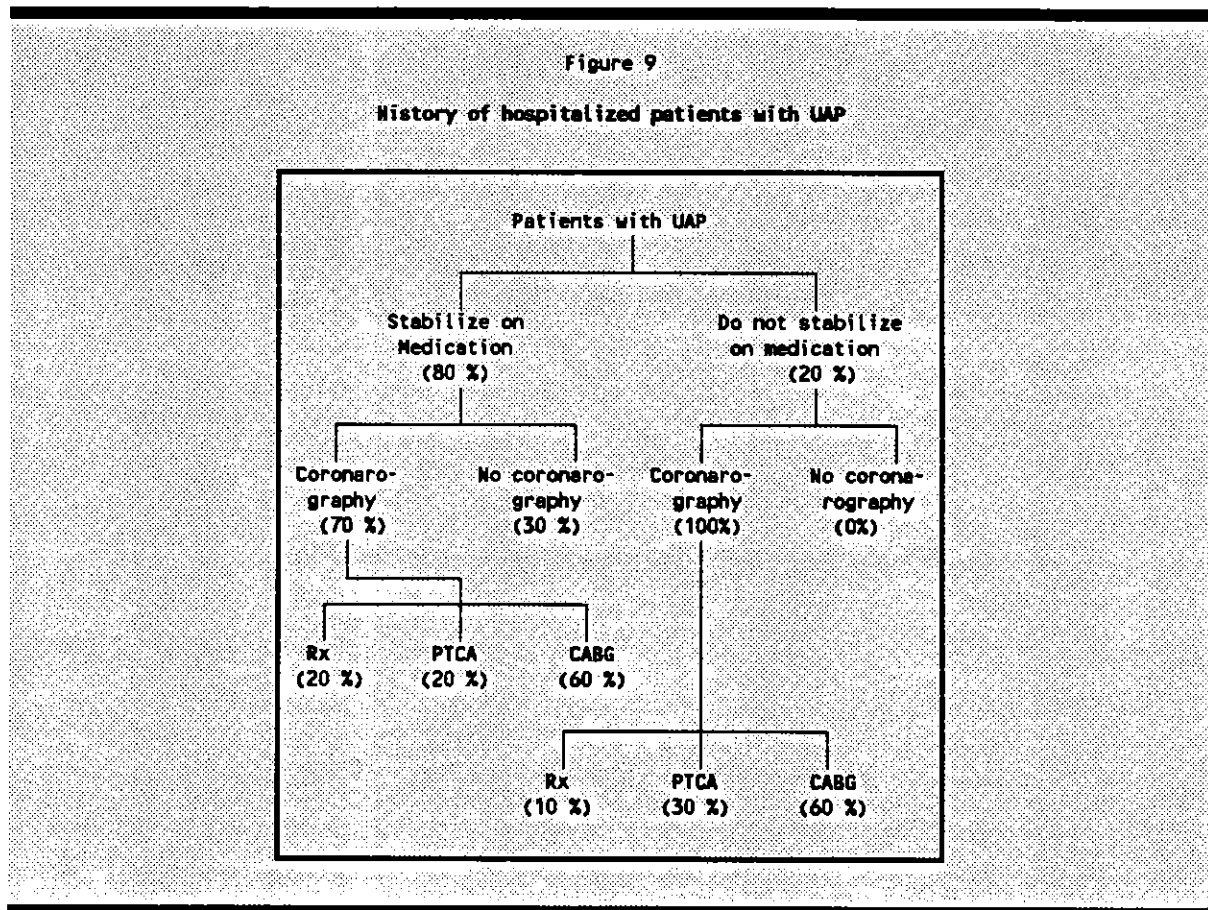 Figure 9
History of hospitalized patients with UAP
Patients with UAP
Stabilize on
Medication
(80 %)
Do not stabilize
on medication
(20 %)
Coronaro-
graphy
(70 %)
No coronaro-
graphy
(30 %)
Coronaro-
graphy
(100%)
No corona-
rography
(0%)
Rx
(20 %)
PTCA
(20 %)
CABG
(60 %)
Rx
(10 %)
PTCA
(30 %)
CABG
(60 %)